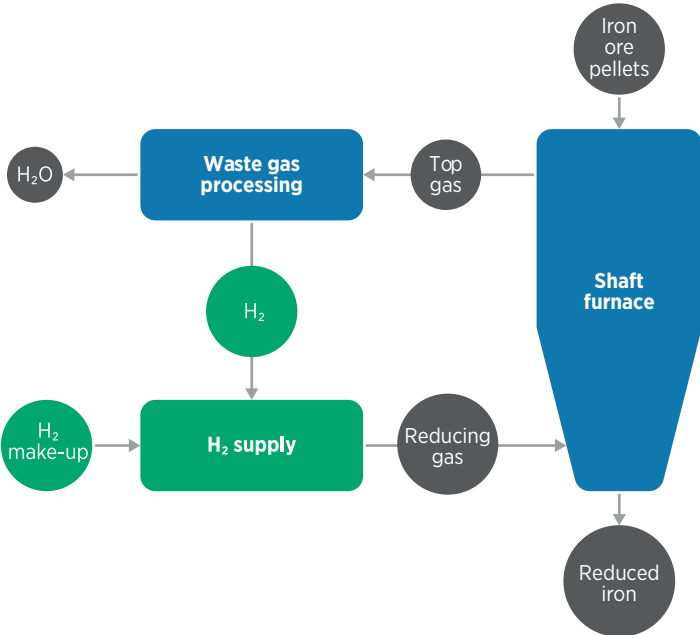 Iron
ore
pellets
H₂O
Waste gas
processing
Top
gas
Shaft
furnace
H₂
H₂
make-up
H₂ supply
Reducing
gas
Reduced
iron